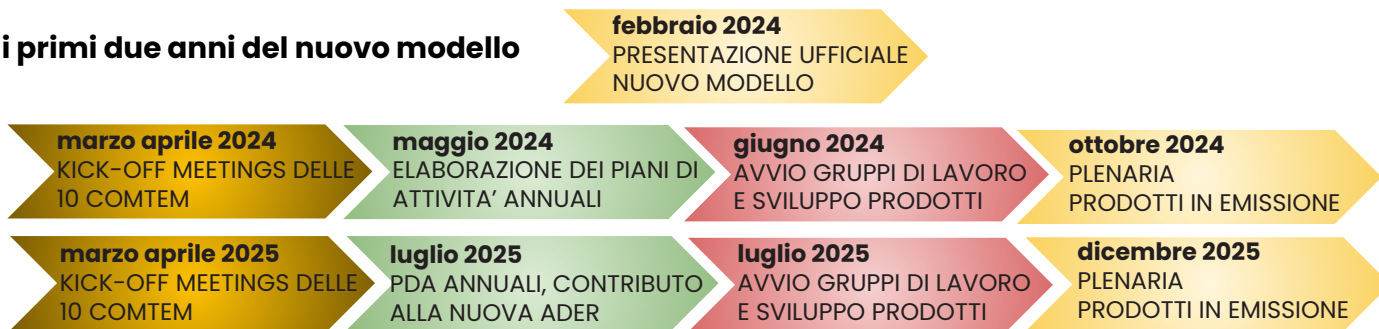 i primi due anni del nuovo modello
febbraio 2024
PRESENTAZIONE UFFICIALE
NUOVO MODELLO
marzo aprile 2024
KICK-OFF MEETINGS DELLE
10 COMTEM
maggio 2024
ELABORAZIONE DEI PIANI DI
ATTIVITA’ ANNUALI
giugno 2024
AVVIO GRUPPI DI LAVORO
E SVILUPPO PRODOTTI
ottobre 2024
PLENARIA
PRODOTTI IN EMISSIONE
marzo aprile 2025
KICK-OFF MEETINGS DELLE
10 COMTEM
luglio 2025
PDA ANNUALI, CONTRIBUTO
ALLA NUOVA ADER
luglio 2025
AVVIO GRUPPI DI LAVORO
E SVILUPPO PRODOTTI
dicembre 2025
PLENARIA
PRODOTTI IN EMISSIONE